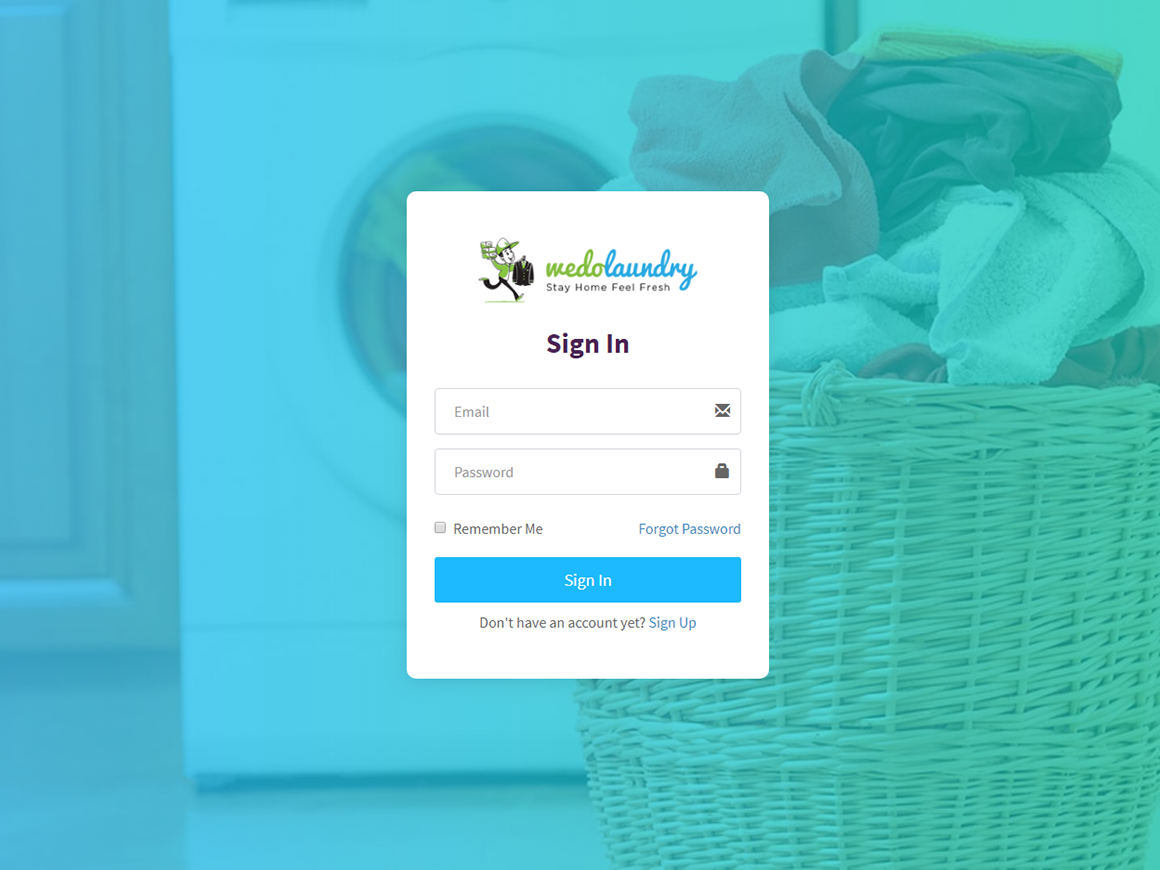 wedolaundry
Stay Home Feel Fresh
Sign In
Email
Password
Remember Me Forgot Password
Sign In
Don't have an account yet? Sign Up